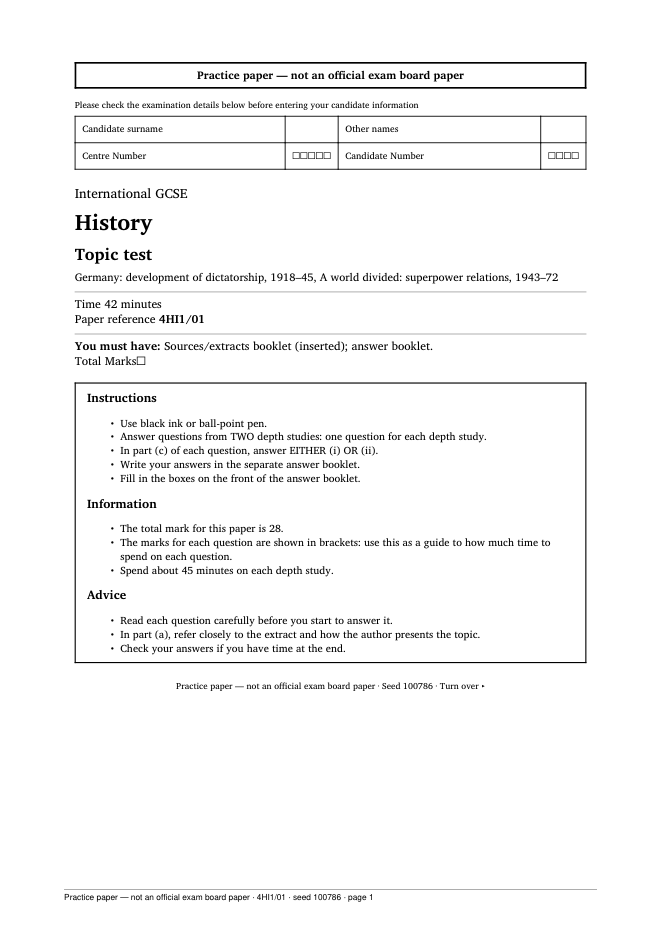 Practice paper — not an official exam board paper
Please check the examination details below before entering your candidate information
Candidate surname Other names
Centre Number □□□□□ Candidate Number □□□□
International GCSE
History
Topic test
Germany: development of dictatorship, 1918–45, A world divided: superpower relations, 1943–72
Time 42 minutes
Paper reference 4HI1/01
You must have: Sources/extracts booklet (inserted); answer booklet.
Total Marks□
Instructions
• Use black ink or ball-point pen.
• Answer questions from TWO depth studies: one question for each depth study.
• In part (c) of each question, answer EITHER (i) OR (ii).
• Write your answers in the separate answer booklet.
• Fill in the boxes on the front of the answer booklet.
Information
• The total mark for this paper is 28.
• The marks for each question are shown in brackets: use this as a guide to how much time to
spend on each question.
• Spend about 45 minutes on each depth study.
Advice
• Read each question carefully before you start to answer it.
• In part (a), refer closely to the extract and how the author presents the topic.
• Check your answers if you have time at the end.
Practice paper — not an official exam board paper · Seed 100786 · Turn over ‣
Practice paper — not an official exam board paper · 4HI1/01 · seed 100786 · page 1